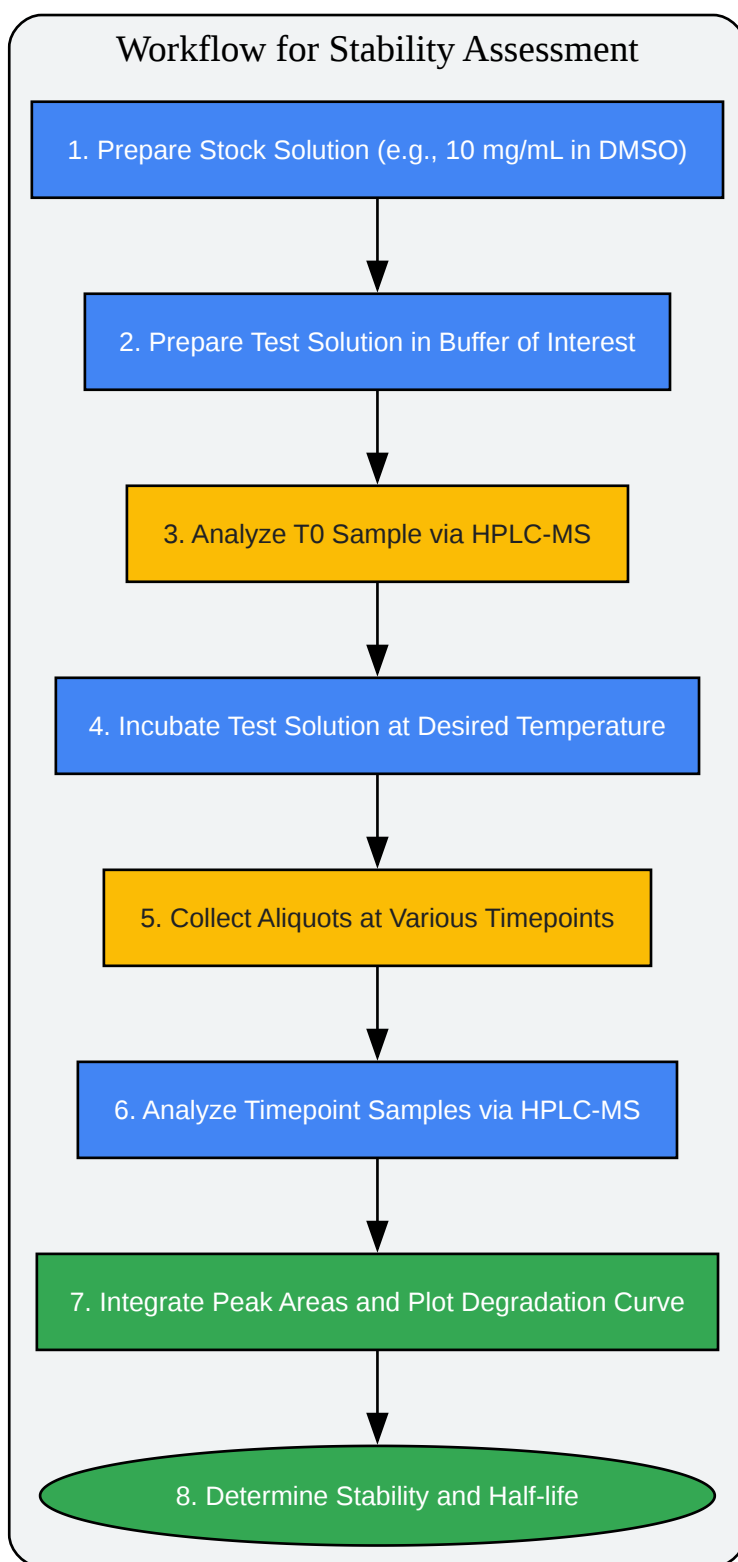 Workflow for Stability Assessment
1. Prepare Stock Solution (e.g., 10 mg/mL in DMSO)
2. Prepare Test Solution in Buffer of Interest
3. Analyze T0 Sample via HPLC-MS
4. Incubate Test Solution at Desired Temperature
5. Collect Aliquots at Various Timepoints
6. Analyze Timepoint Samples via HPLC-MS
7. Integrate Peak Areas and Plot Degradation Curve
8. Determine Stability and Half-life